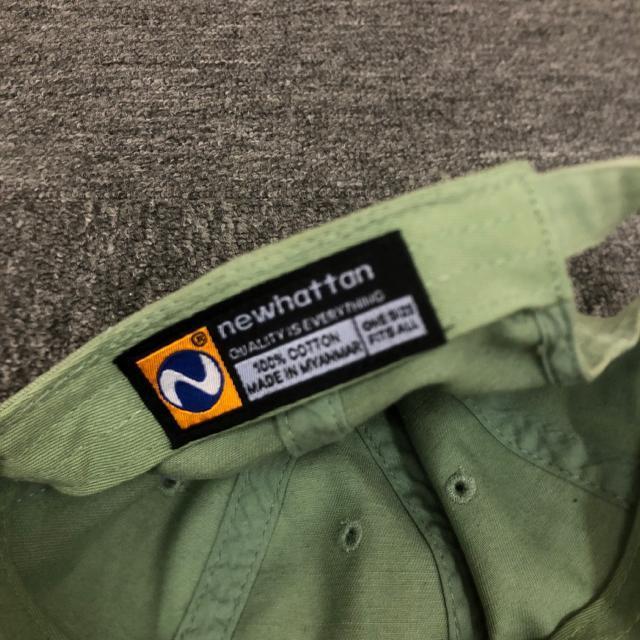 newhattan
QUALITY IS EVERYTHING
100% COTTON
MADE IN MYANMAR
ONE SIZE
FITS ALL
®